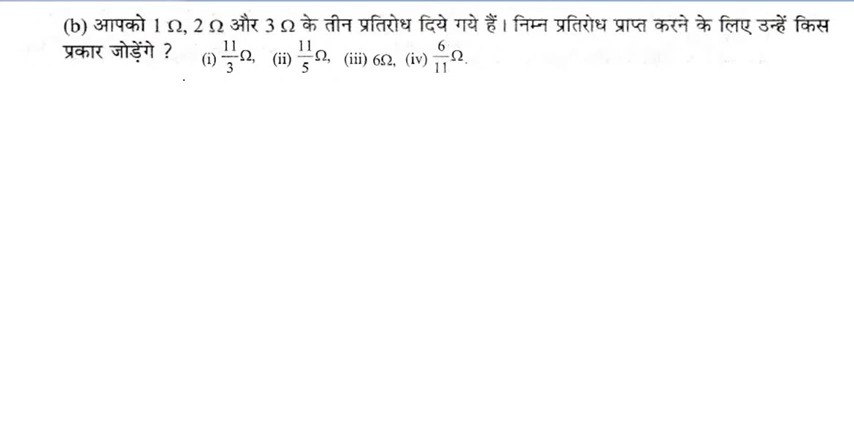 (b) आपको 1 Ω, 2 Ω और 3 Ω के तीन प्रतिरोध दिये गये हैं। निम्न प्रतिरोध प्राप्त करने के लिए उन्हें किस
प्रकार जोड़ेंगे ? (i) 11/3 Ω, (ii) 11/5 Ω, (iii) 6Ω, (iv) 6/11 Ω.